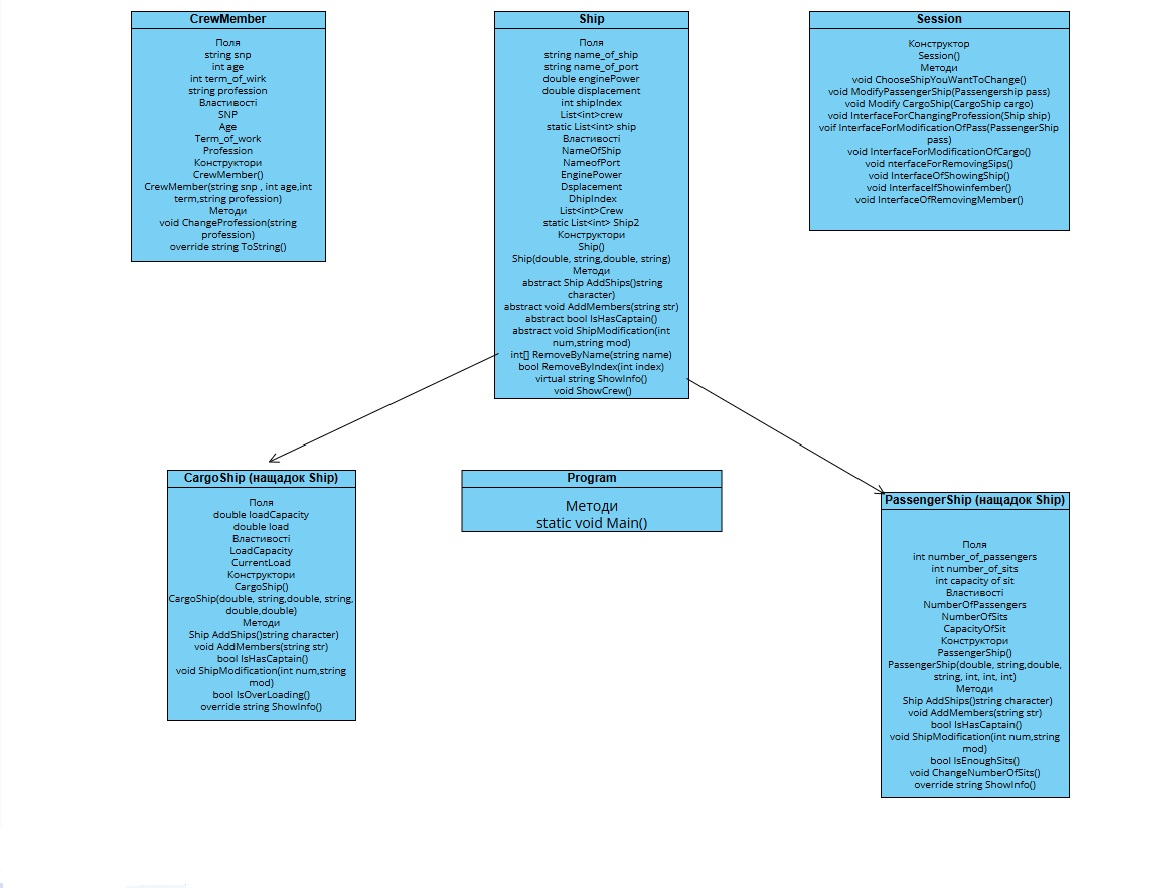 CrewMember
Поля
string snp
int age
int term_of_wirk
string profession
Властивості
SNP
Age
Term_of_work
Profession
Конструктори
CrewMember()
CrewMember(string snp , int age,int
term,string profession)
Методи
void ChangeProfession(string
profession)
override string ToString()
Ship
Поля
string name_of_ship
string name_of_port
double enginePower
double displacement
int shipIndex
List<int>crew
static List<int> ship
Властивості
NameOfShip
NameofPort
EnginePower
Dsplacement
DhipIndex
List<int>Crew
static List<int> Ship2
Конструктори
Ship()
Ship(double, string,double, string)
Методи
abstract Ship AddShips()string
character)
abstract void AddMembers(string str)
abstract bool IsHasCaptain()
abstract void ShipModification(int
num,string mod)
int[] RemoveByName(string name)
bool RemoveByIndex(int index)
virtual string ShowInfo()
void ShowCrew()
Session
Конструктор
Session()
Методи
void ChooseShipYouWantToChange()
void ModifyPassengerShip(Passengership pass)
void Modify CargoShip(CargoShip cargo)
void InterfaceForChangingProfession(Ship ship)
voif InterfaceForModificationOfPass(PassengerShip
pass)
void InterfaceForModificationOfCargo()
void nterfaceForRemovingSips()
void InterfaceOfShowingShip()
void InterfaceIfShowinfember()
void InterfaceOfRemovingMember()
CargoShip (нащадок Ship)
Поля
double loadCapacity
double load
Властивості
LoadCapacity
CurrentLoad
Конструктори
CargoShip()
CargoShip(double, string,double, string,
double,double)
Методи
Ship AddShips()string character)
void AddMembers(string str)
bool IsHasCaptain()
void ShipModification(int num,string
mod)
bool IsOverLoading()
override string ShowInfo()
Program
Методи
static void Main()
PassengerShip (нащадок Ship)
Поля
int number_of_passengers
int number_of_sits
int capacity of sit
Властивості
NumberOfPassengers
NumberOfSits
CapacityOfSit
Конструктори
PassengerShip()
PassengerShip(double, string,double,
string, int, int, int)
Методи
Ship AddShips()string character)
void AddMembers(string str)
bool IsHasCaptain()
void ShipModification(int num,string
mod)
bool IsEnoughSits()
void ChangeNumberOfSits()
override string ShowInfo()